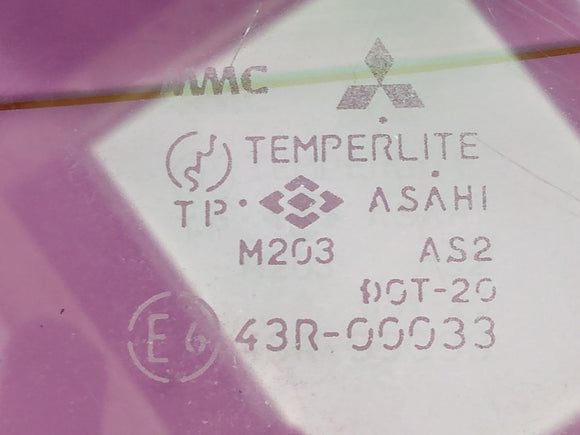 MMC
TEMPERLITE
TP ASAHI
M203 AS2
DOT-20
E6 43R-00033